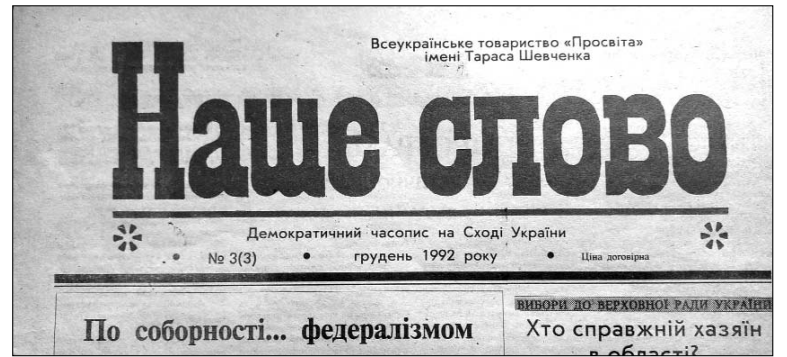 Всеукраїнське товариство «Просвіта»
імені Тараса Шевченка
Наше слово
Демократичний часопис на Сході України
№ 3(3) • грудень 1992 року • Ціна договірна
По соборності... федералізмом
ВИБОРИ ДО ВЕРХОВНОЇ РАДИ УКРАЇНИ
Хто справжній хазяїн
в області?